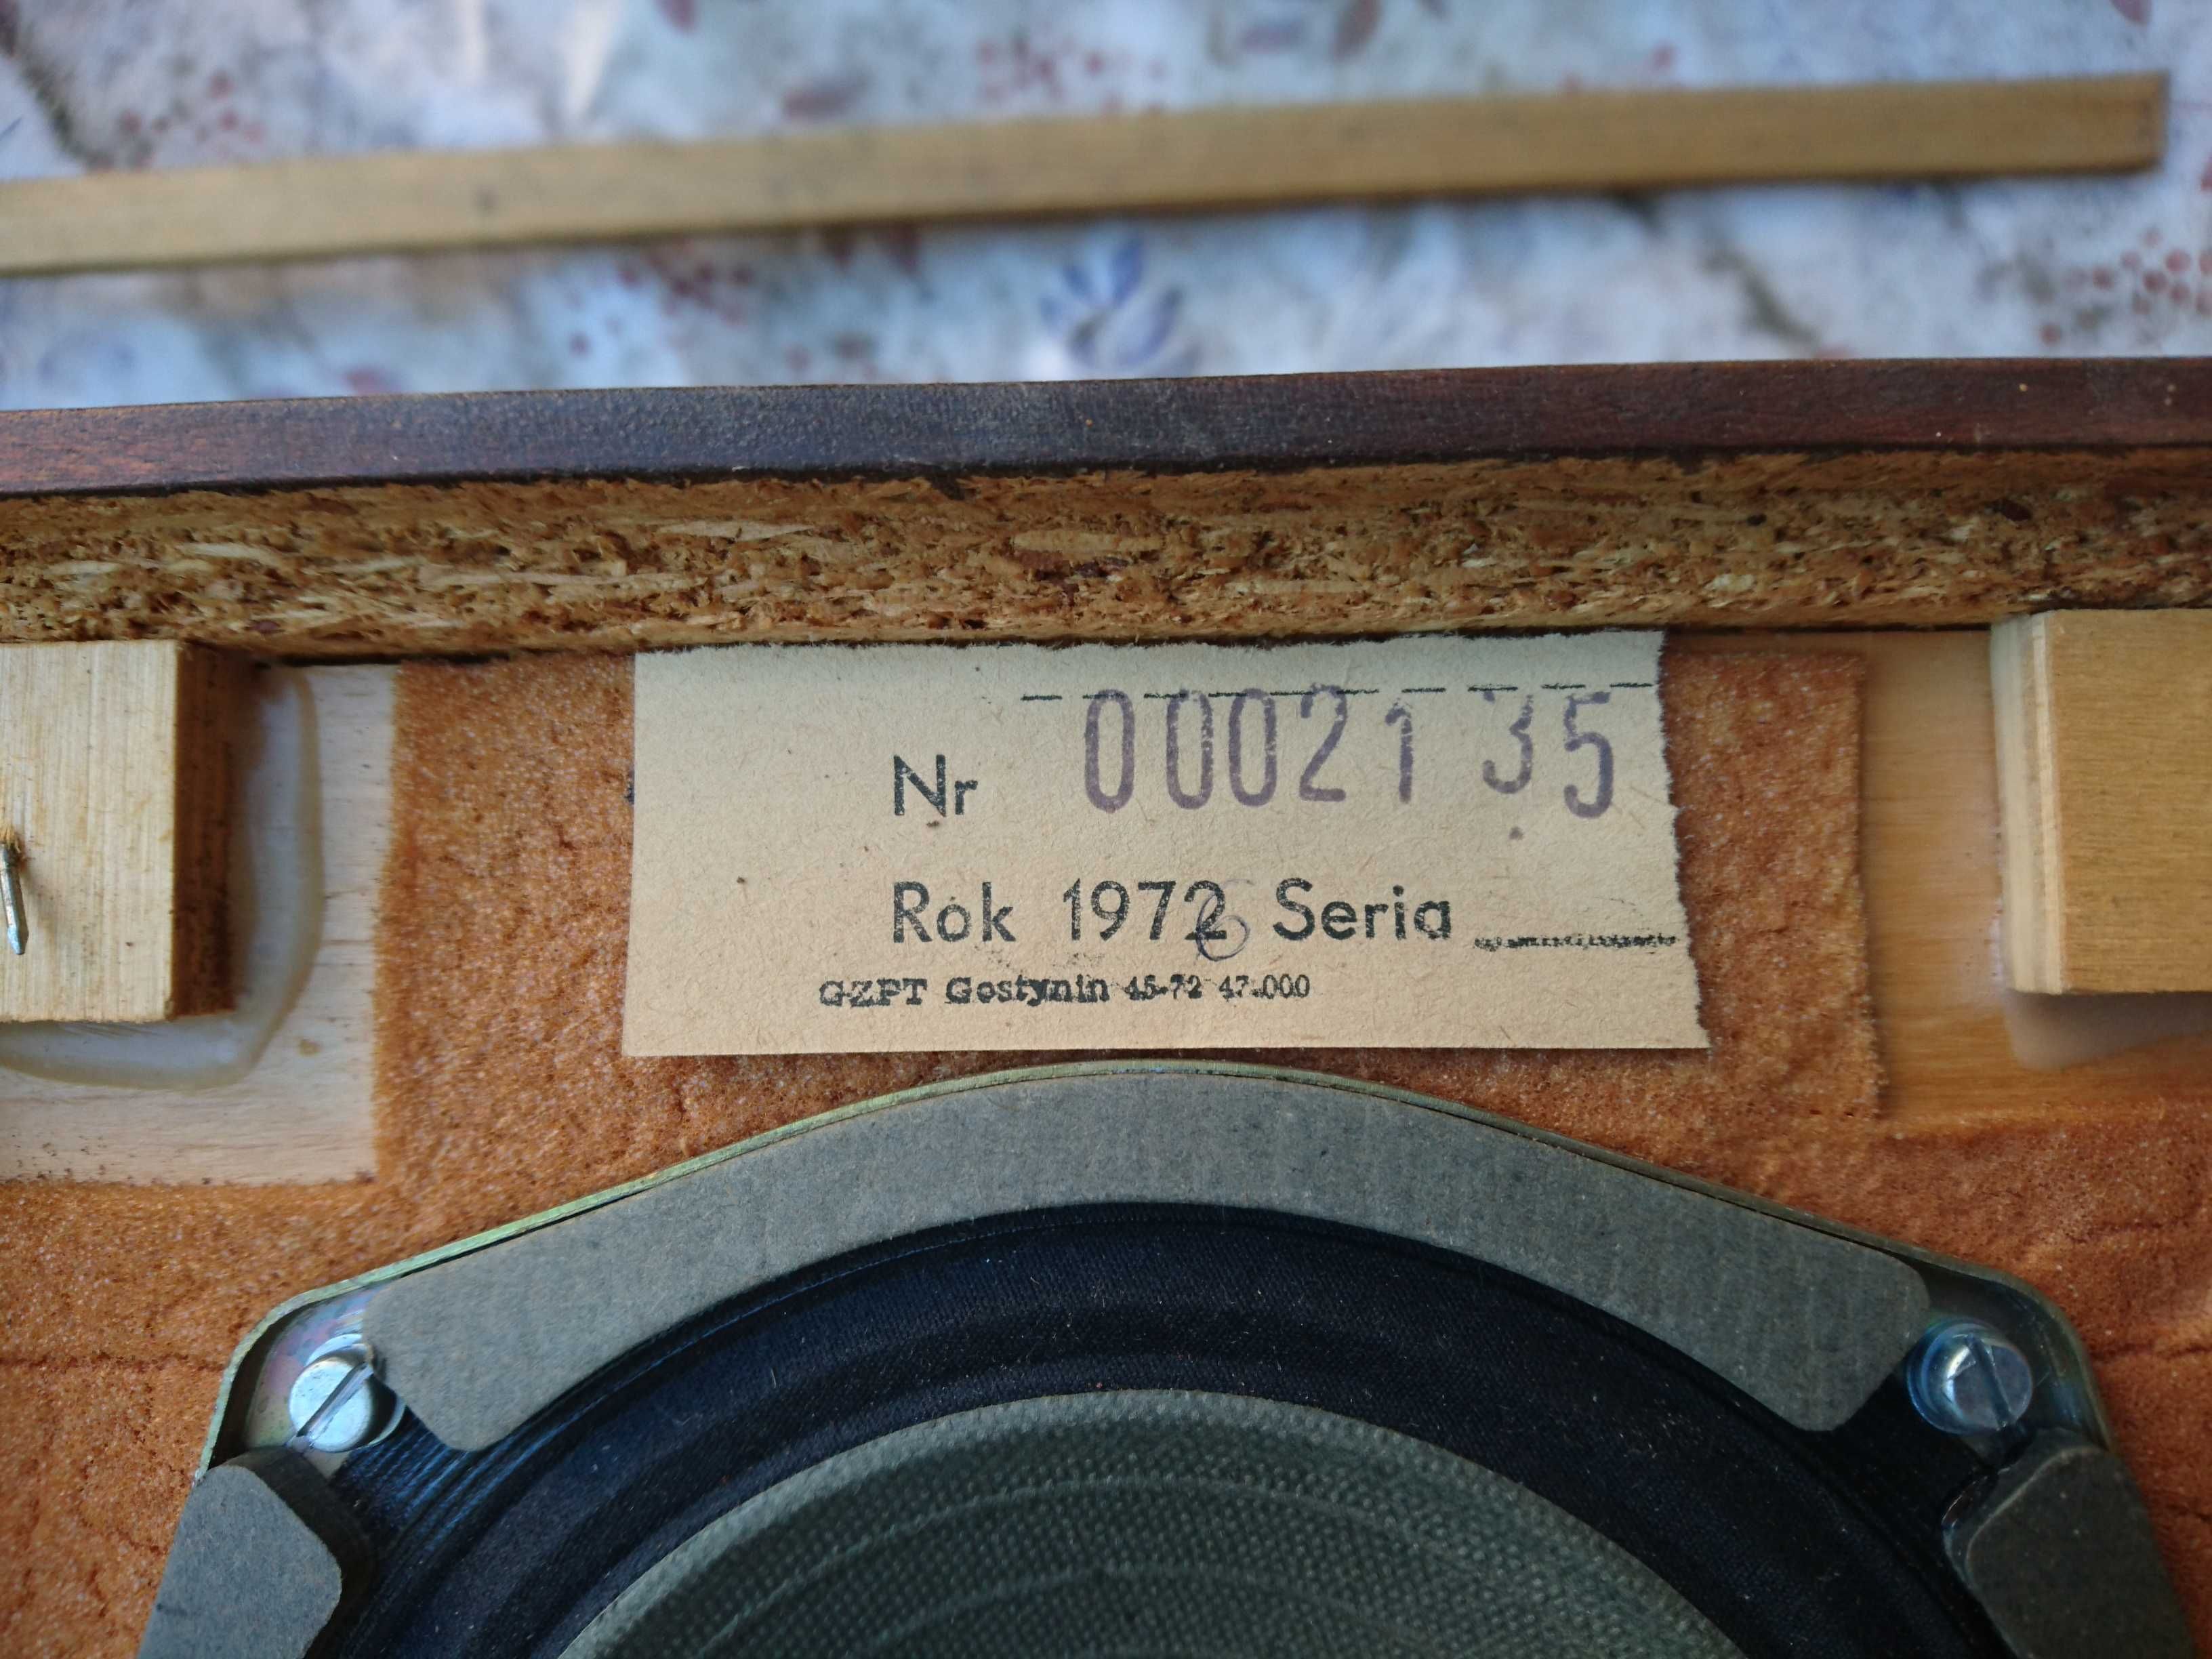 Nr 0002135
Rok 1972 Seria
GZPT Gostynin 45-72 47.000